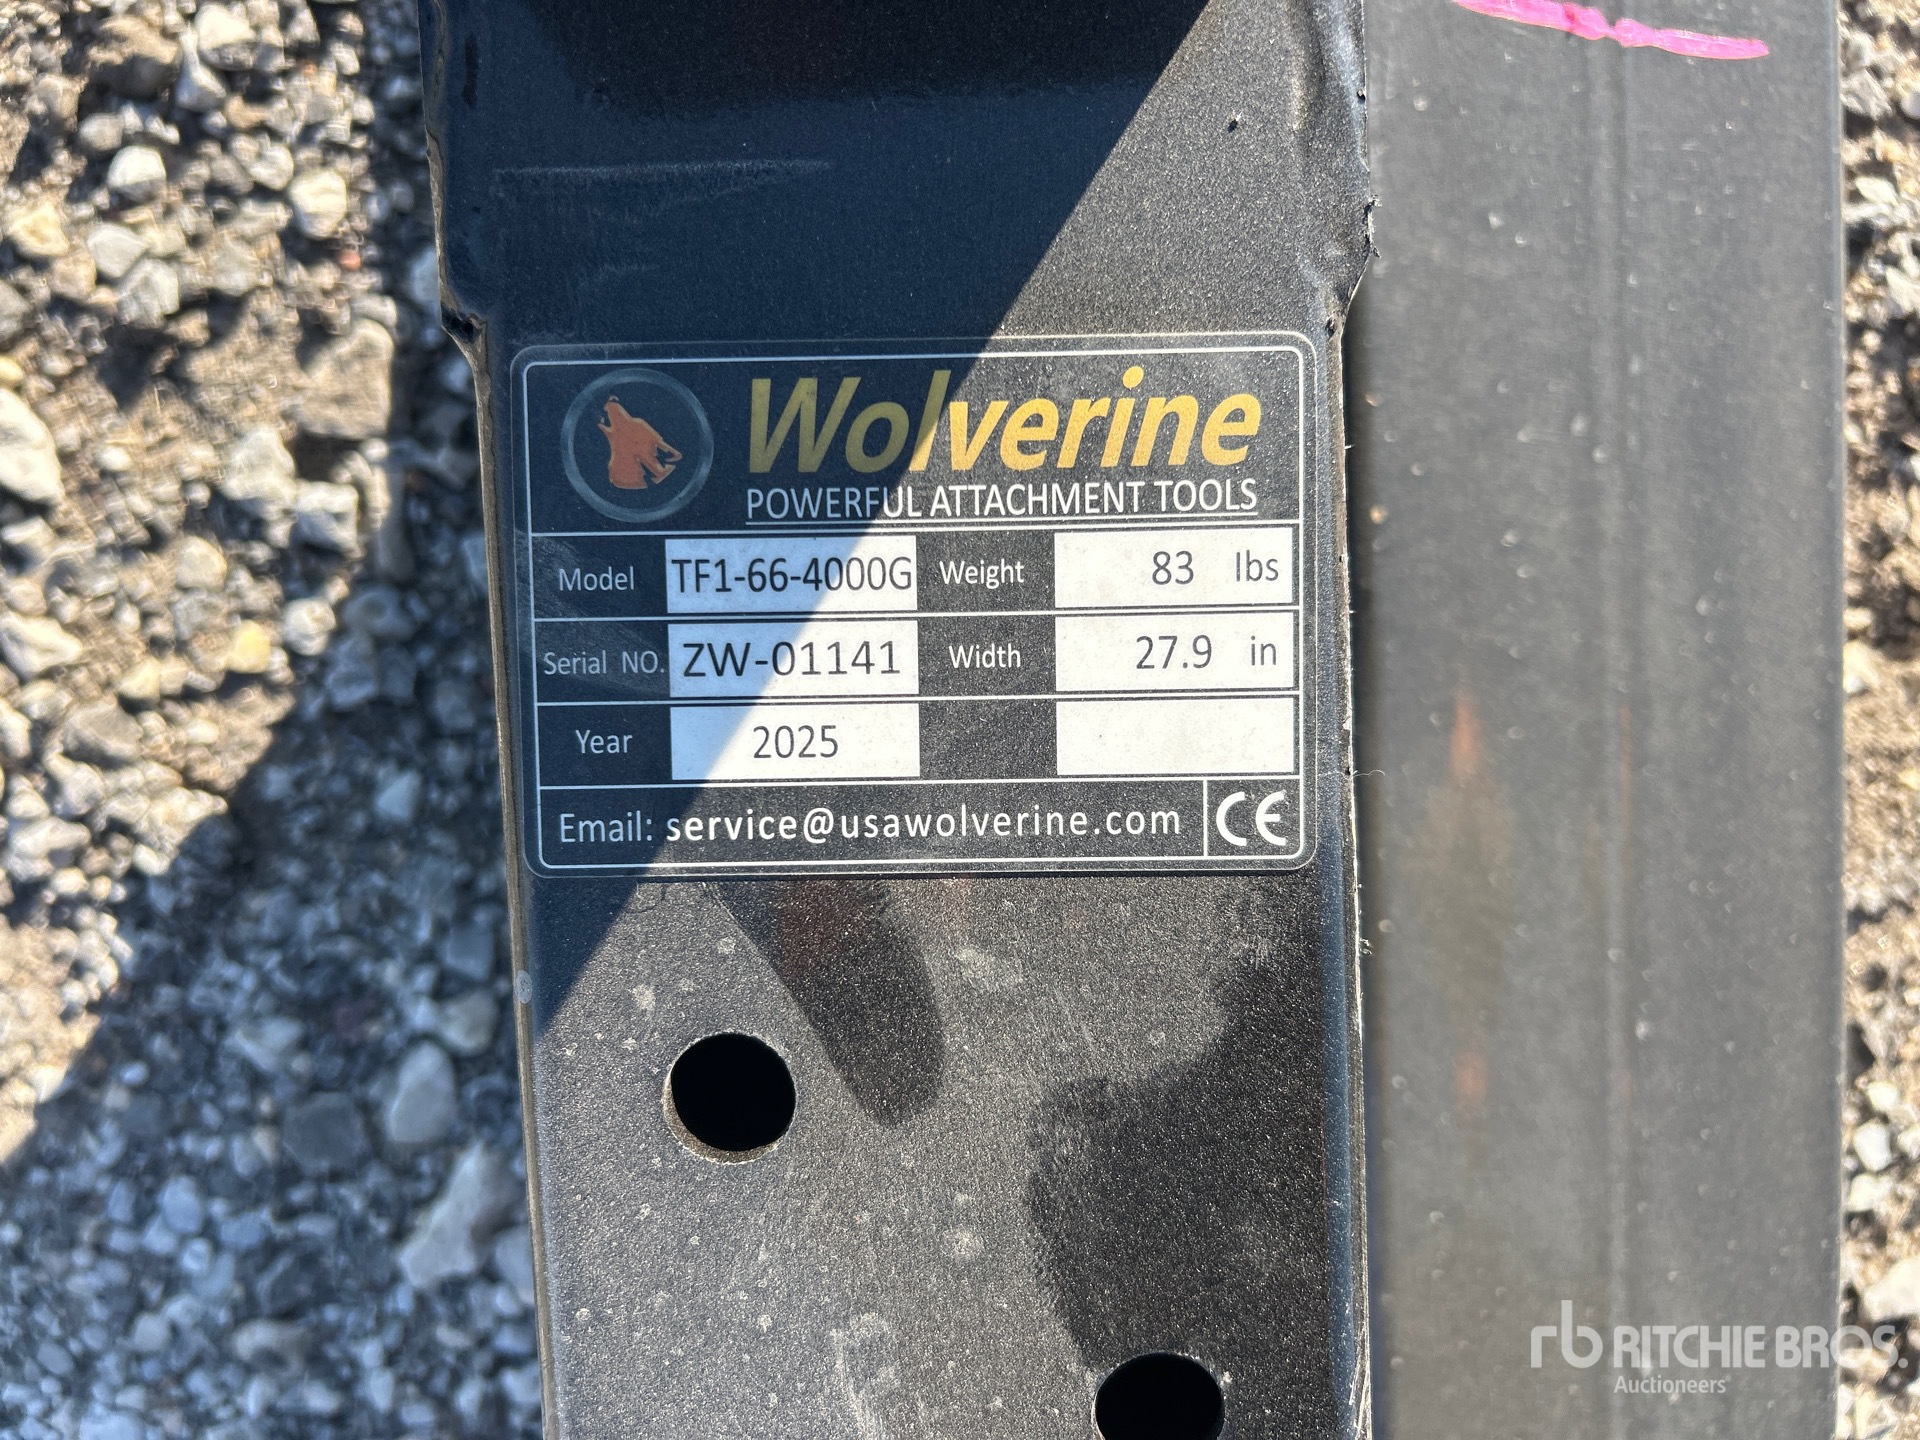 Wolverine
POWERFUL ATTACHMENT TOOLS
Model TF1-66-4000G Weight 83 lbs
Serial NO. ZW-01141 Width 27.9 in
Year 2025
Email: service@usawolverine.com CE
rb RITCHIE BROS.
Auctioneers